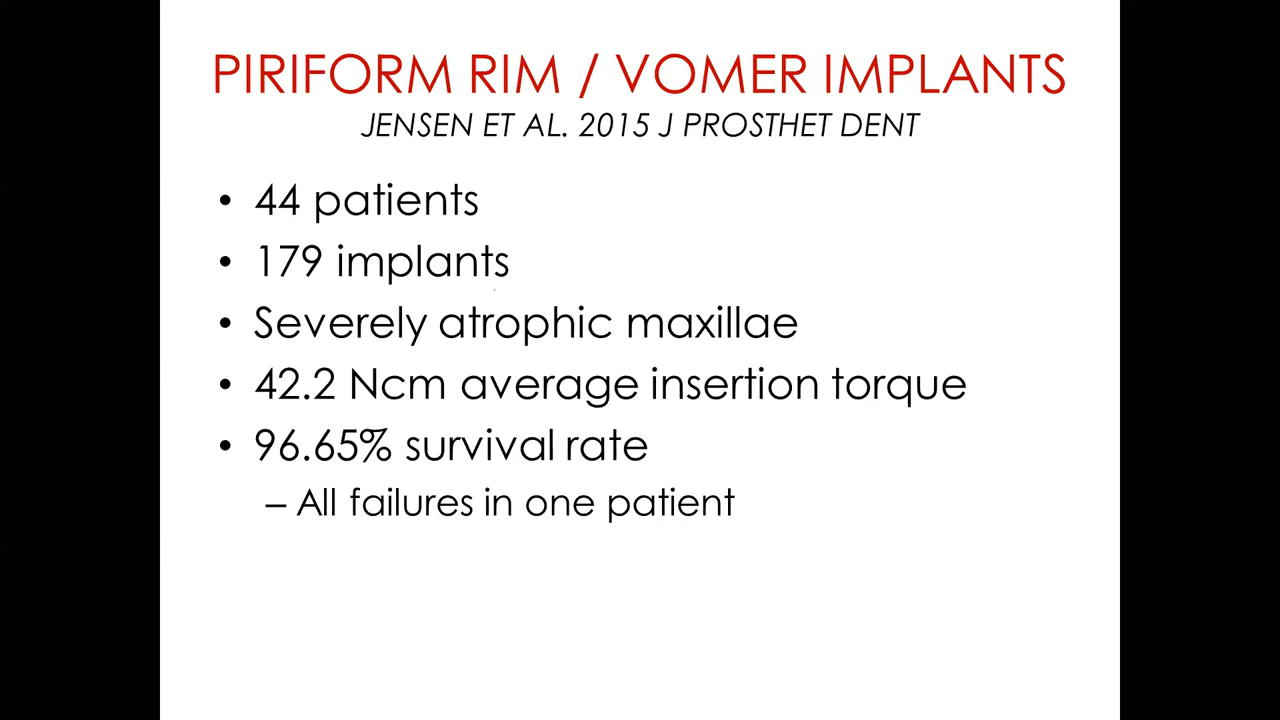 PIRIFORM RIM / VOMER IMPLANTS
JENSEN ET AL. 2015 J PROSTHET DENT
• 44 patients
• 179 implants
• Severely atrophic maxillae
• 42.2 Ncm average insertion torque
• 96.65% survival rate
– All failures in one patient